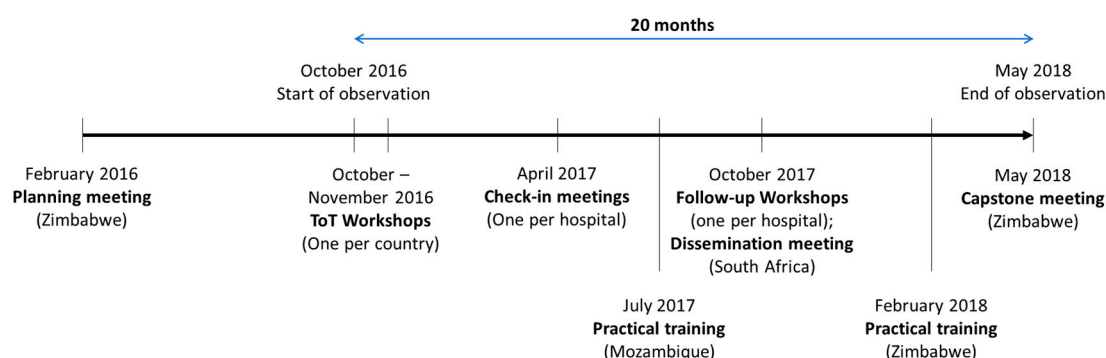 20 months
October 2016
Start of observation
May 2018
End of observation
February 2016
Planning meeting
(Zimbabwe)
October –
November 2016
ToT Workshops
(One per country)
April 2017
Check-in meetings
(One per hospital)
October 2017
Follow-up Workshops
(one per hospital);
Dissemination meeting
(South Africa)
May 2018
Capstone meeting
(Zimbabwe)
July 2017
Practical training
(Mozambique)
February 2018
Practical training
(Zimbabwe)